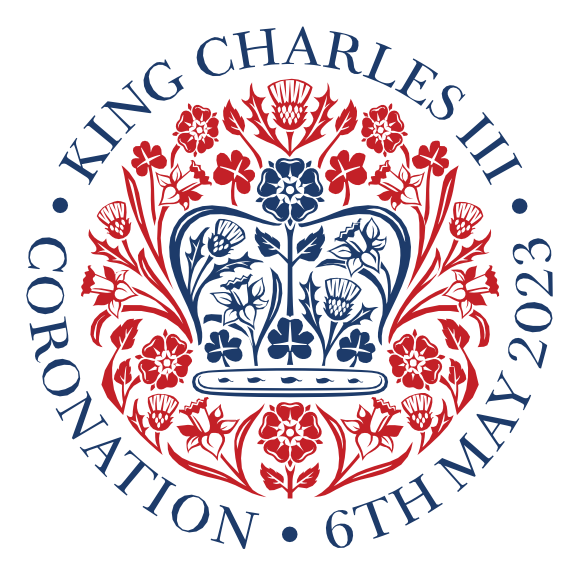 KING CHARLES III
• CORONATION • 6TH MAY 2023 •